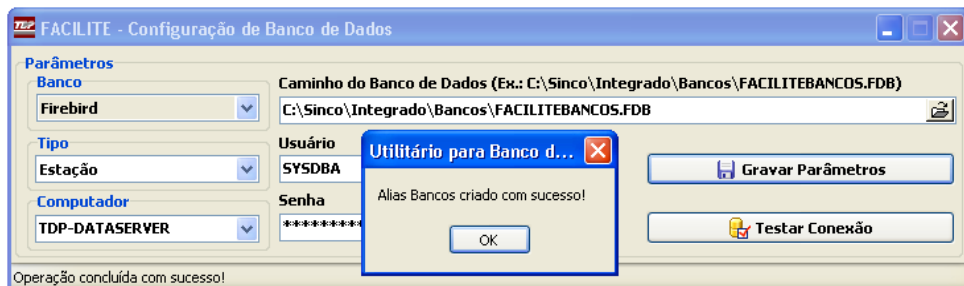 TDP FACILITE - Configuração de Banco de Dados
Parâmetros
Banco
Caminho do Banco de Dados (Ex.: C:\Sinco\Integrado\Bancos\FACILITEBANCOS.FDB)
Firebird
C:\Sinco\Integrado\Bancos\FACILITEBANCOS.FDB
Tipo
Usuário
Utilitário para Banco d...
Estação
SYSDBA
Gravar Parâmetros
Alias Bancos criado com sucesso!
Computador
Senha
TDP-DATASERVER
**********
OK
Testar Conexão
Operação concluída com sucesso!